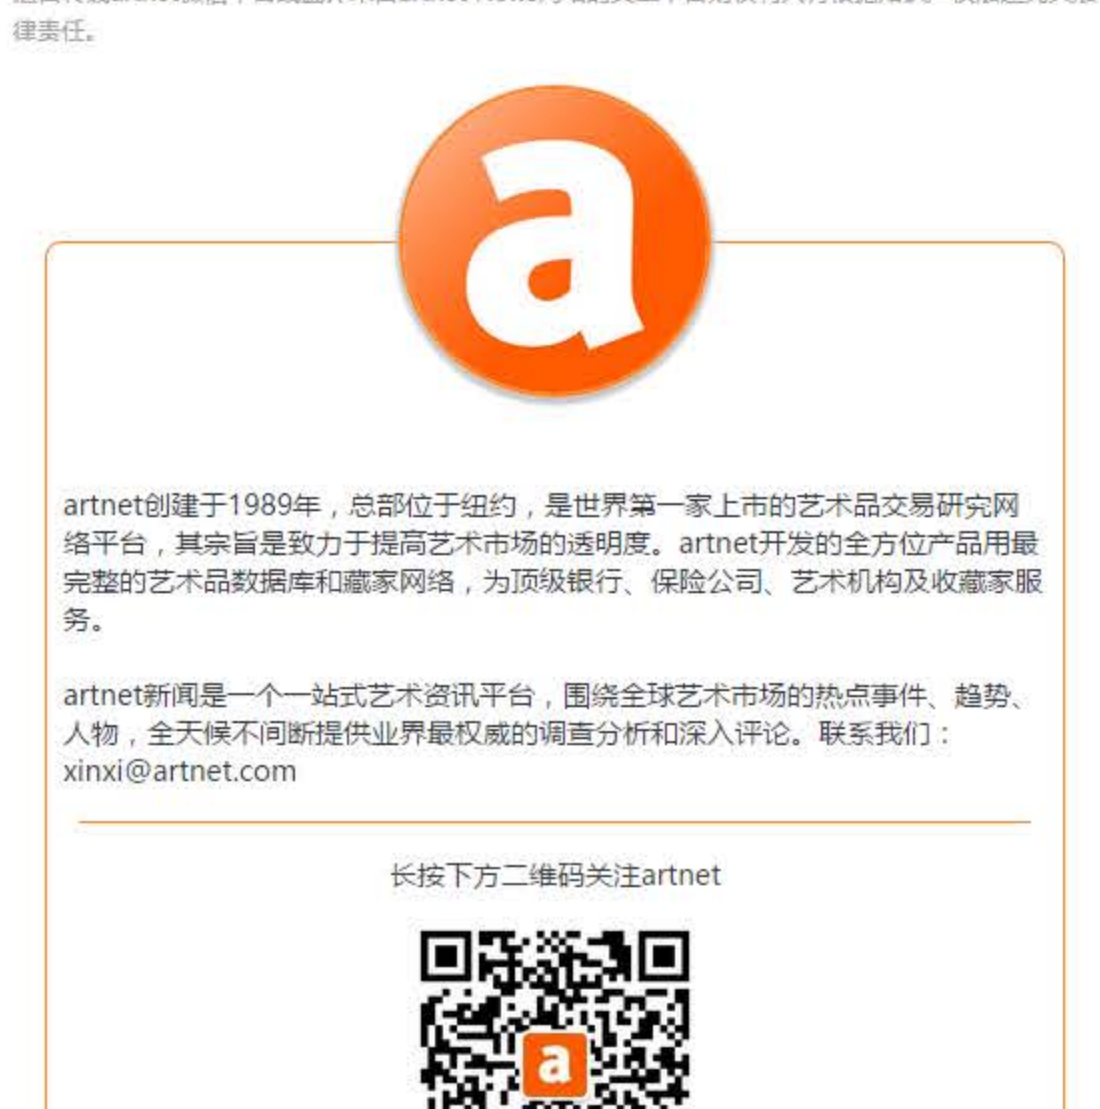 律责任。
a
artnet创建于1989年，总部位于纽约，是世界第一家上市的艺术品交易研究网
络平台，其宗旨是致力于提高艺术市场的透明度。artnet开发的全方位产品用最
完整的艺术品数据库和藏家网络，为顶级银行、保险公司、艺术机构及收藏家服
务。
artnet新闻是一个一站式艺术资讯平台，围绕全球艺术市场的热点事件、趋势、
人物，全天候不间断提供业界最权威的调查分析和深入评论。联系我们：
xinxi@artnet.com
长按下方二维码关注artnet
a